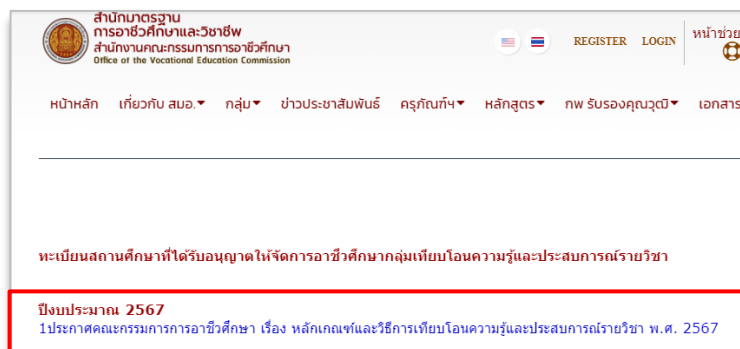 สำนักมาตรฐาน
การอาชีวศึกษาและวิชาชีพ
สำนักงานคณะกรรมการการอาชีวศึกษา
Office of the Vocational Education Commission
REGISTER LOGIN หน้าช่วย
หน้าหลัก เกี่ยวกับ สมอ.▼ กลุ่ม▼ ข่าวประชาสัมพันธ์ ครุภัณฑ์ฯ▼ หลักสูตร▼ กพ รับรองคุณวุฒิ▼ เอกสาร
ทะเบียนสถานศึกษาที่ได้รับอนุญาตให้จัดการอาชีวศึกษากลุ่มเทียบโอนความรู้และประสบการณ์รายวิชา
ปีงบประมาณ 2567
1ประกาศคณะกรรมการการอาชีวศึกษา เรื่อง หลักเกณฑ์และวิธีการเทียบโอนความรู้และประสบการณ์รายวิชา พ.ศ. 2567